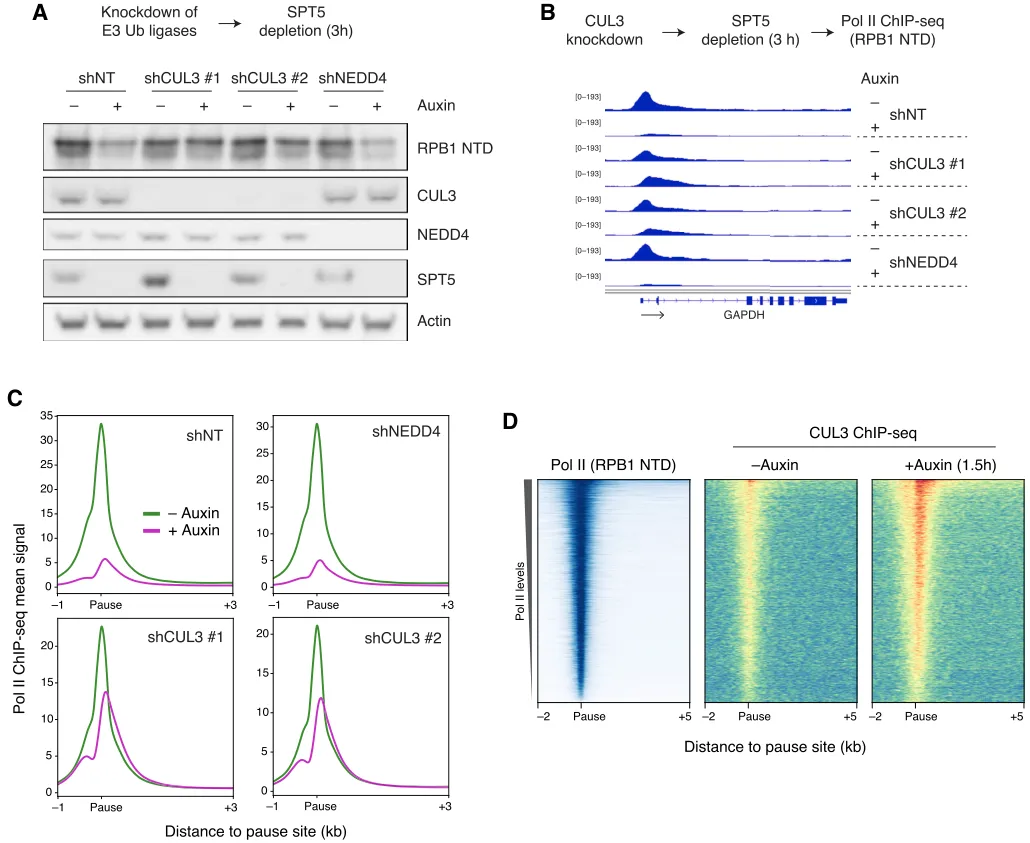 A
Knockdown of
E3 Ub ligases
SPT5
depletion (3h)
shNT shCUL3 #1 shCUL3 #2 shNEDD4
– + – + – + – + Auxin
RPB1 NTD
CUL3
NEDD4
SPT5
Actin
B
CUL3
knockdown
SPT5
depletion (3 h)
Pol II ChIP-seq
(RPB1 NTD)
Auxin
[0–193] –
shNT
[0–193] +
[0–193] –
shCUL3 #1
[0–193] +
[0–193] –
shCUL3 #2
[0–193] +
[0–193] –
shNEDD4
[0–193] +
GAPDH
C
Pol II ChIP-seq mean signal
35
30
25
20
15
10
5
0
shNT
– Auxin
+ Auxin
–1 Pause +3
30
25
20
15
10
5
0
shNEDD4
–1 Pause +3
20
15
10
5
0
shCUL3 #1
–1 Pause +3
20
15
10
5
0
shCUL3 #2
–1 Pause +3
Distance to pause site (kb)
D
CUL3 ChIP-seq
Pol II (RPB1 NTD) –Auxin +Auxin (1.5h)
Pol II levels
–2 Pause +5 –2 Pause +5 –2 Pause +5
Distance to pause site (kb)